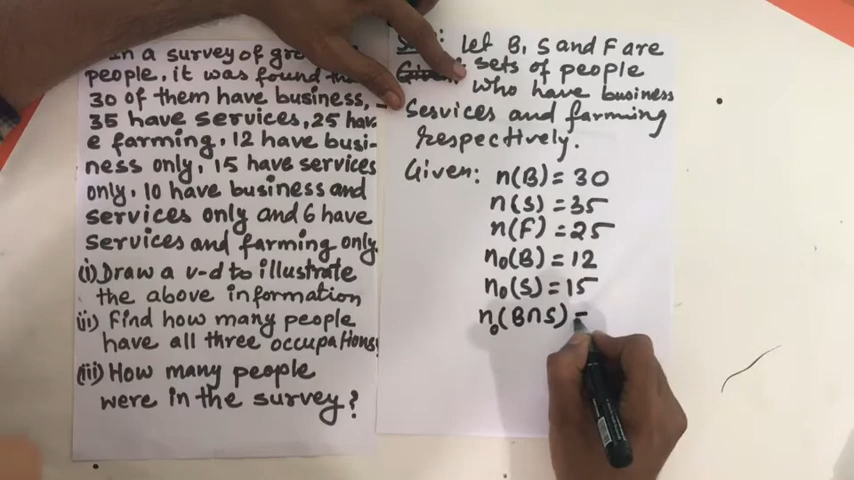 In a survey of
people, it was found
30 of them have business,
35 have services, 25 hav
e farming, 12 have busi-
ness only, 15 have services
only, 10 have business and
services only and 6 have
services and farming only.
(i) Draw a v-d to illustrate
the above information
(ii) Find how many people
have all three occupations
(iii) How many people
were in the survey?
Let B, S and F are
Given: sets of people
who have business
Services and farming
respectively.
Given: n(B) = 30
n(S) = 35
n(F) = 25
n₀(B) = 12
n₀(S) = 15
n₀(B∩S) =